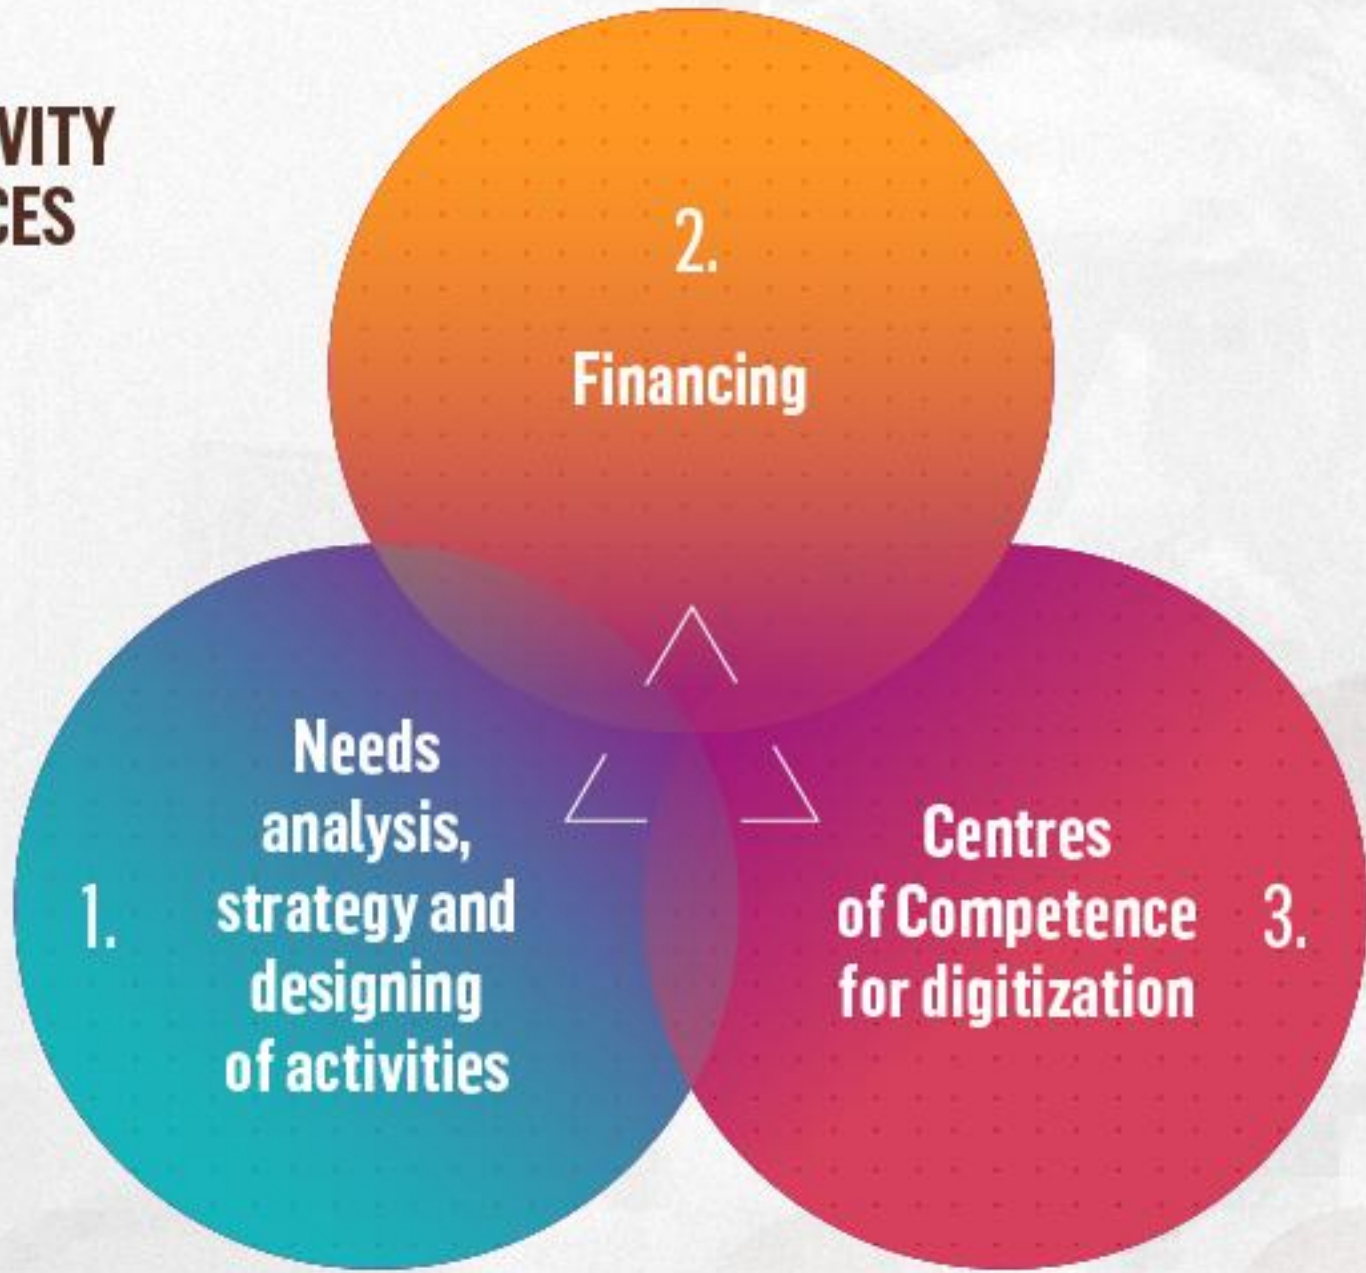 VITY
CES
2.
Financing
1.
Needs
analysis,
strategy and
designing
of activities
Centres
of Competence
for digitization
3.